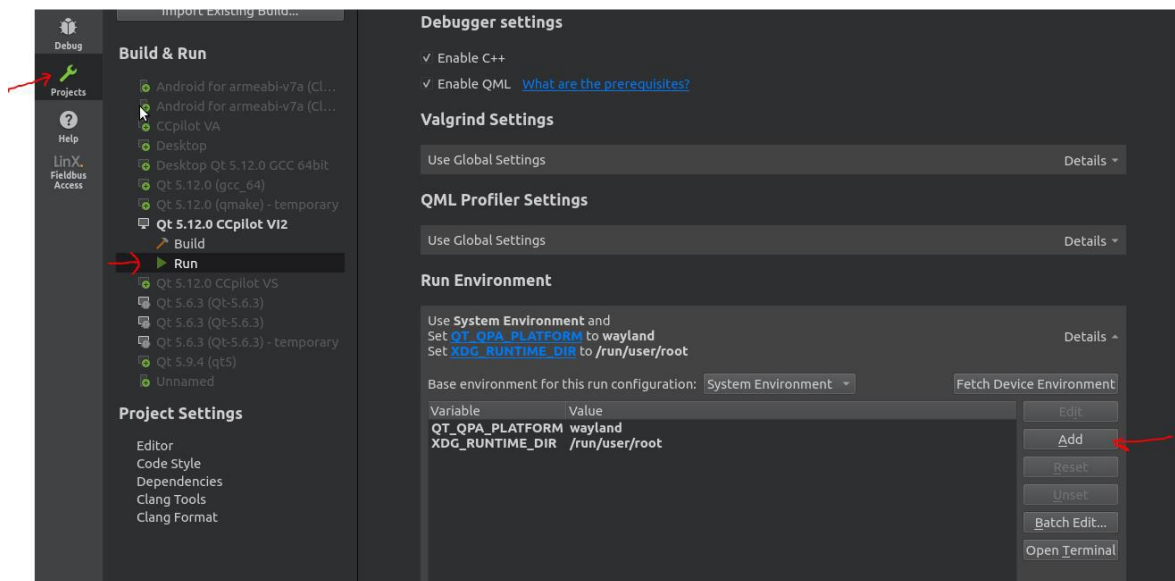 Debug
Projects
Help
LinX.
Fieldbus
Access
Import Existing Build...
Build & Run
Android for armeabi-v7a (Cl...
Android for armeabi-v7a (Cl...
CCpilot VA
Desktop
Desktop Qt 5.12.0 GCC 64bit
Qt 5.12.0 (gcc_64)
Qt 5.12.0 (qmake) - temporary
Qt 5.12.0 CCpilot VI2
Build
Run
Qt 5.12.0 CCpilot VS
Qt 5.6.3 (Qt-5.6.3)
Qt 5.6.3 (Qt-5.6.3)
Qt 5.6.3 (Qt-5.6.3) - temporary
Qt 5.9.4 (qt5)
Unnamed
Project Settings
Editor
Code Style
Dependencies
Clang Tools
Clang Format
Debugger settings
Enable C++
Enable QML What are the prerequisites?
Valgrind Settings
Use Global Settings Details
QML Profiler Settings
Use Global Settings Details
Run Environment
Use System Environment and
Set QT_QPA_PLATFORM to wayland
Set XDG_RUNTIME_DIR to /run/user/root
Details
Base environment for this run configuration: System Environment Fetch Device Environment
Variable Value
QT_QPA_PLATFORM wayland
XDG_RUNTIME_DIR /run/user/root
Edit
Add
Reset
Unset
Batch Edit...
Open Terminal